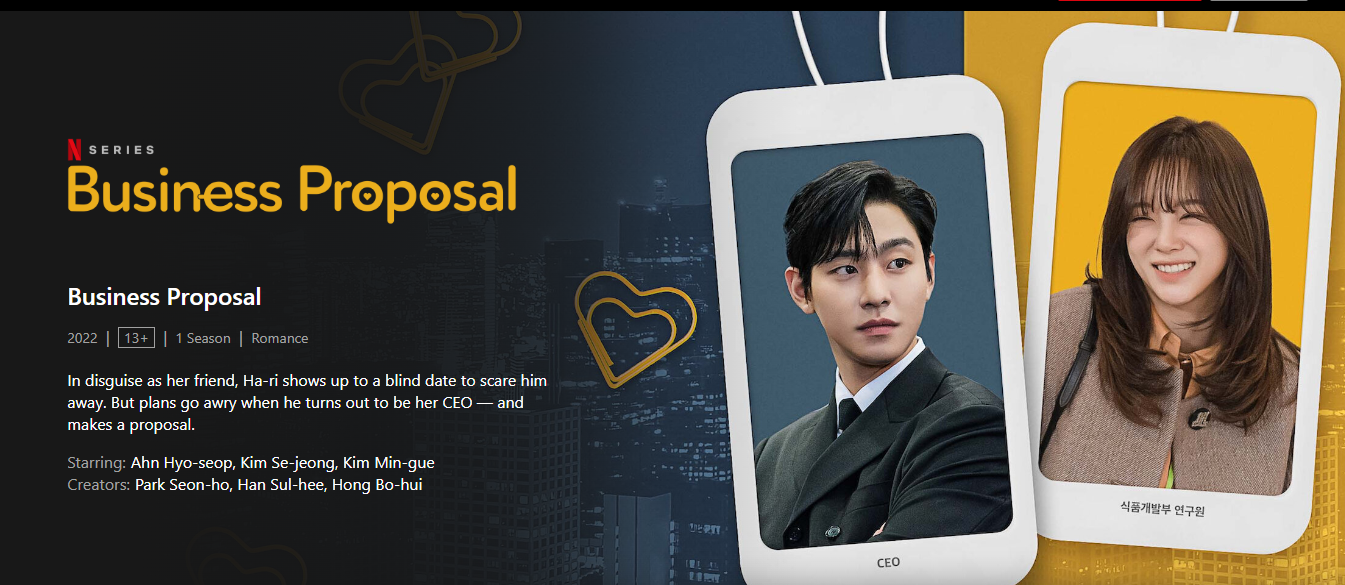 N SERIES
Business Proposal
Business Proposal
2022 | 13+ | 1 Season | Romance
In disguise as her friend, Ha-ri shows up to a blind date to scare him
away. But plans go awry when he turns out to be her CEO — and
makes a proposal.
Starring: Ahn Hyo-seop, Kim Se-jeong, Kim Min-gue
Creators: Park Seon-ho, Han Sul-hee, Hong Bo-hui
CEO
식품개발부 연구원